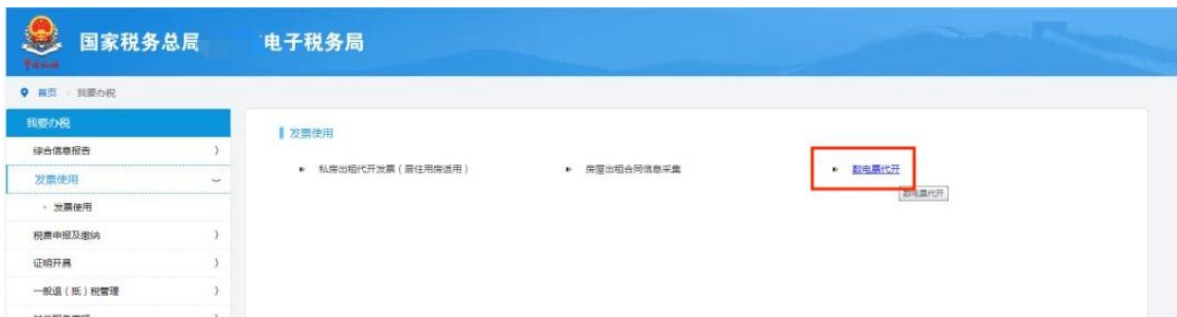 国家税务总局 电子税务局
中国税务
首页 我要办税
我要办税
发票使用
综合信息报告
私房出租代开发票（居住用房适用） 房屋出租合同信息采集 数电票代开
发票使用
数电票代开
发票使用
税费申报及缴纳
证明开具
一般退（抵）税管理